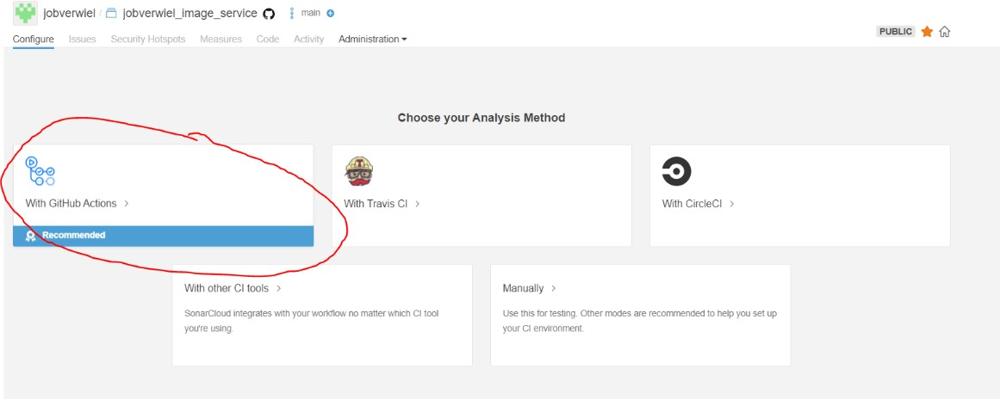 jobverwiel / jobverwiel_image_service main
Configure Issues Security Hotspots Measures Code Activity Administration
PUBLIC
Choose your Analysis Method
With GitHub Actions
Recommended
With Travis CI
With CircleCI
With other CI tools
SonarCloud integrates with your workflow no matter which CI tool
you're using.
Manually
Use this for testing. Other modes are recommended to help you set up
your CI environment.